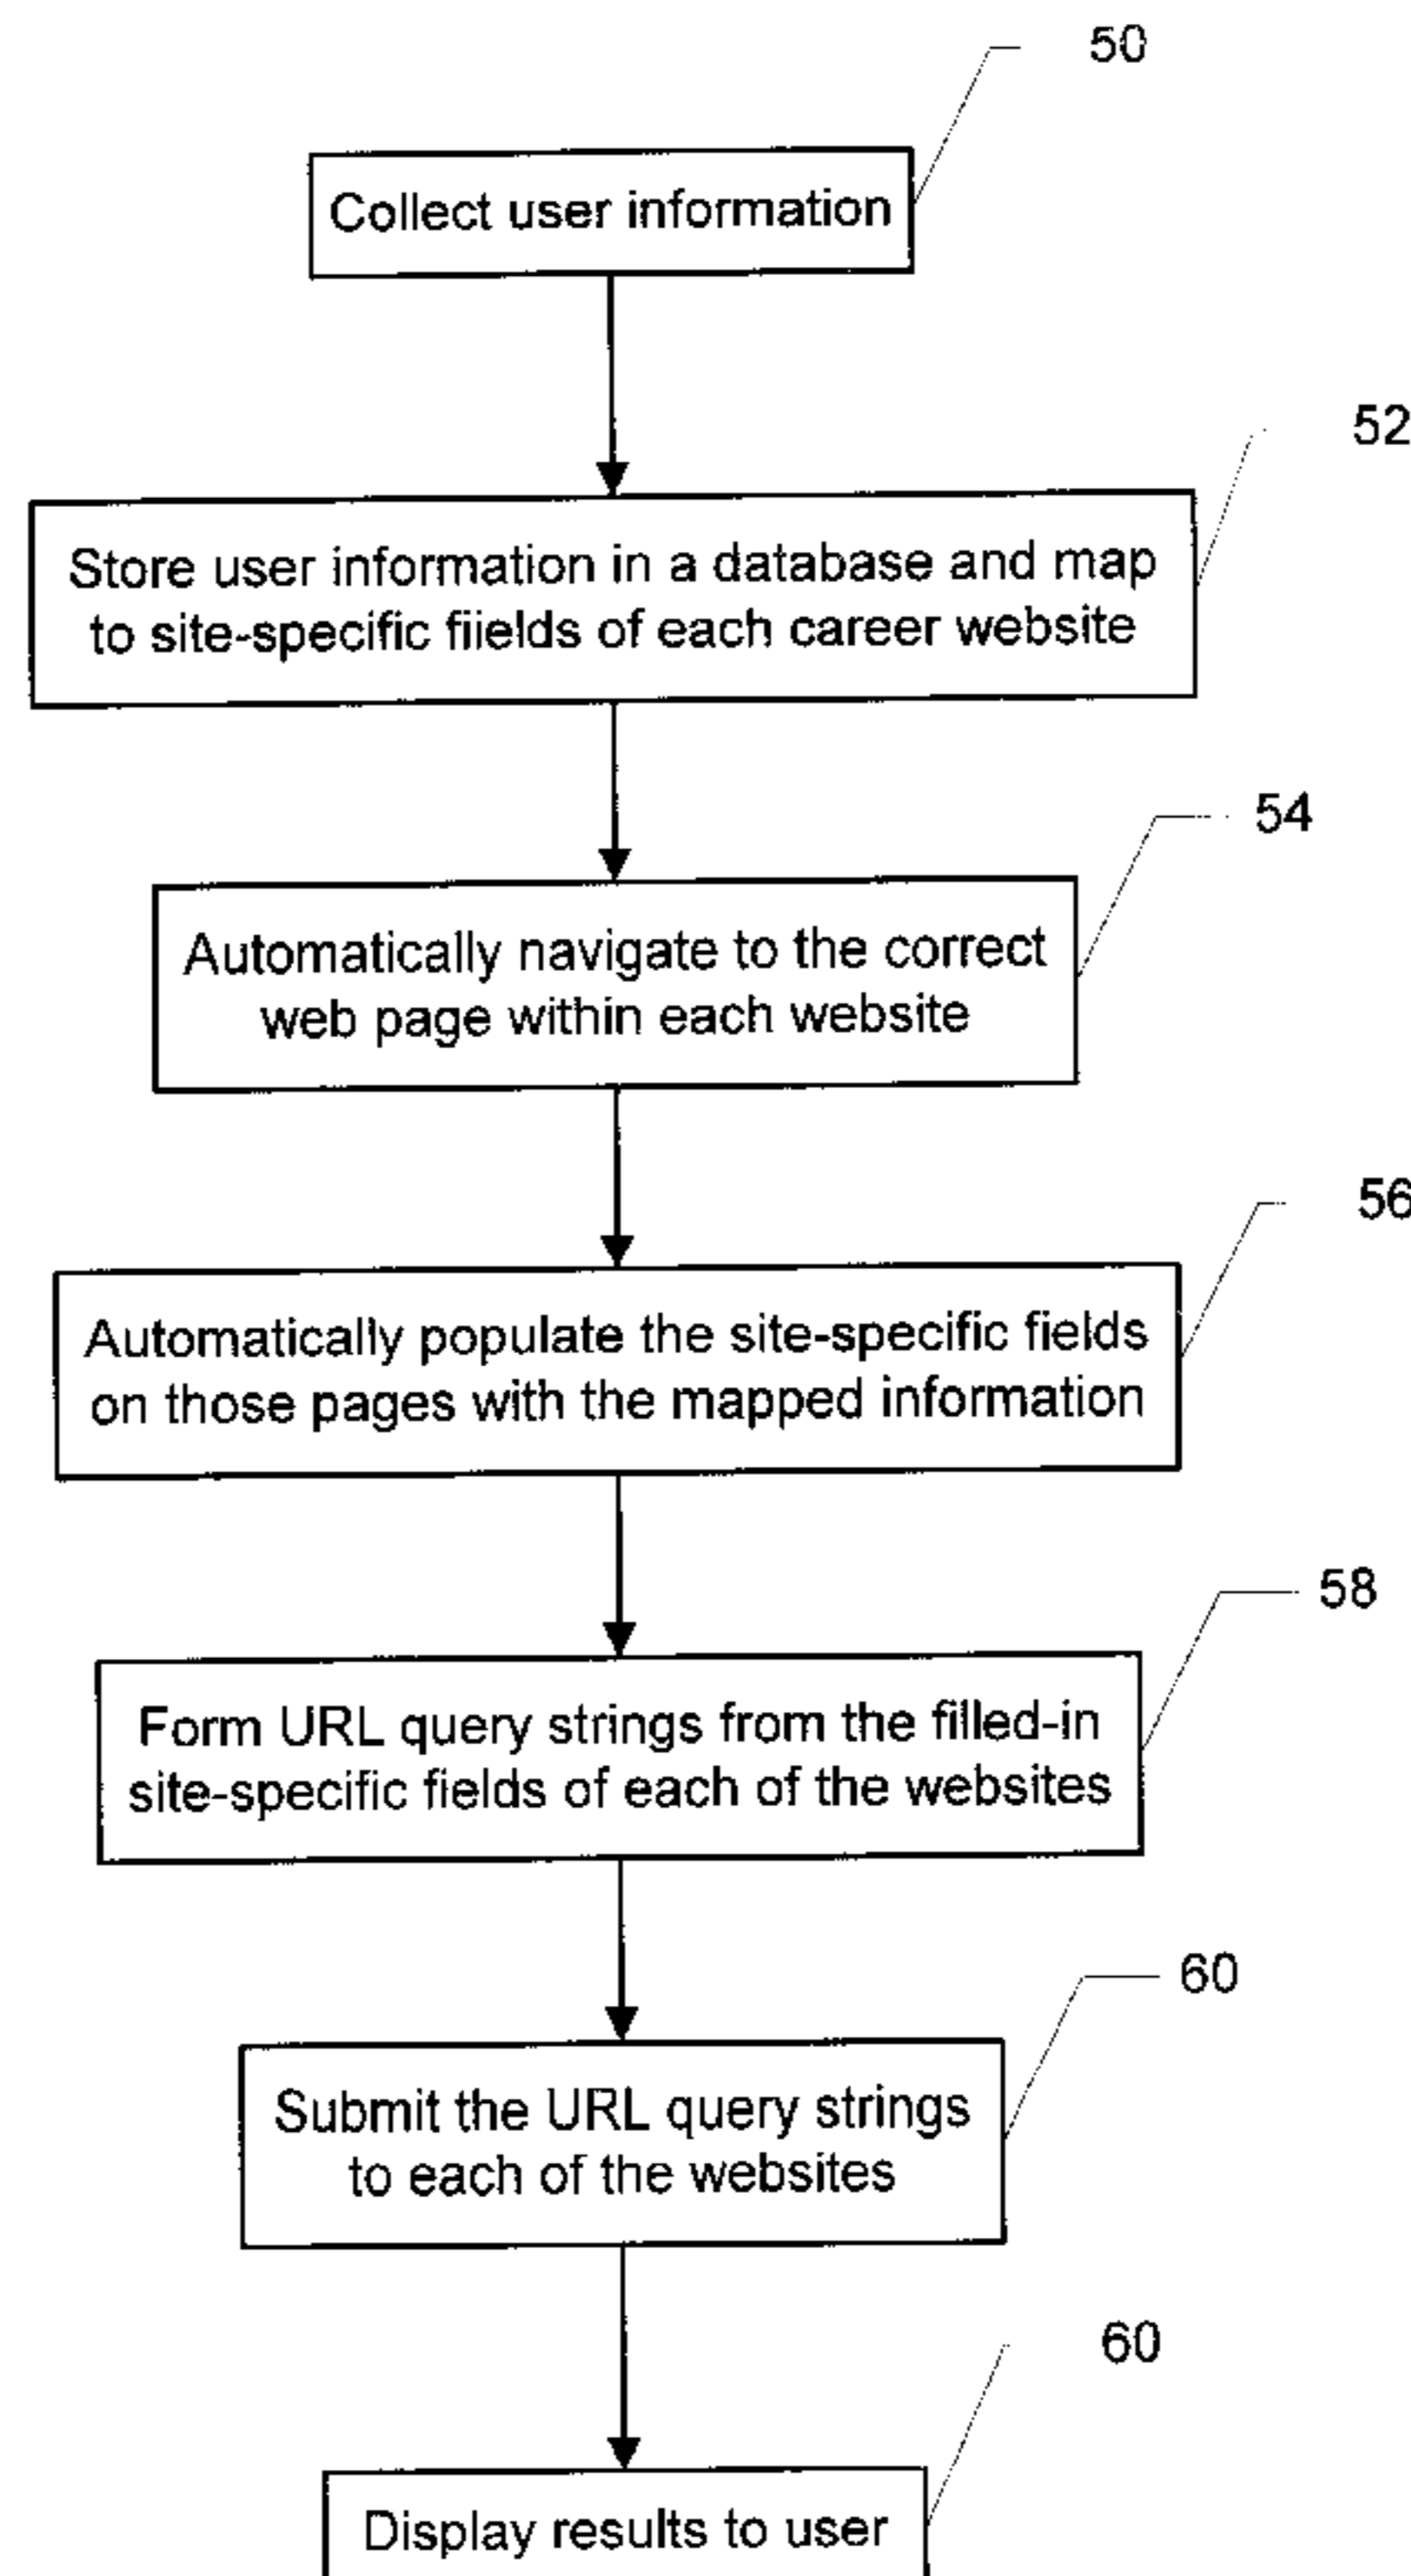 50
Collect user information
52
Store user information in a database and map
to site-specific fiields of each career website
54
Automatically navigate to the correct
web page within each website
56
Automatically populate the site-specific fields
on those pages with the mapped information
58
Form URL query strings from the filled-in
site-specific fields of each of the websites
60
Submit the URL query strings
to each of the websites
60
Display results to user